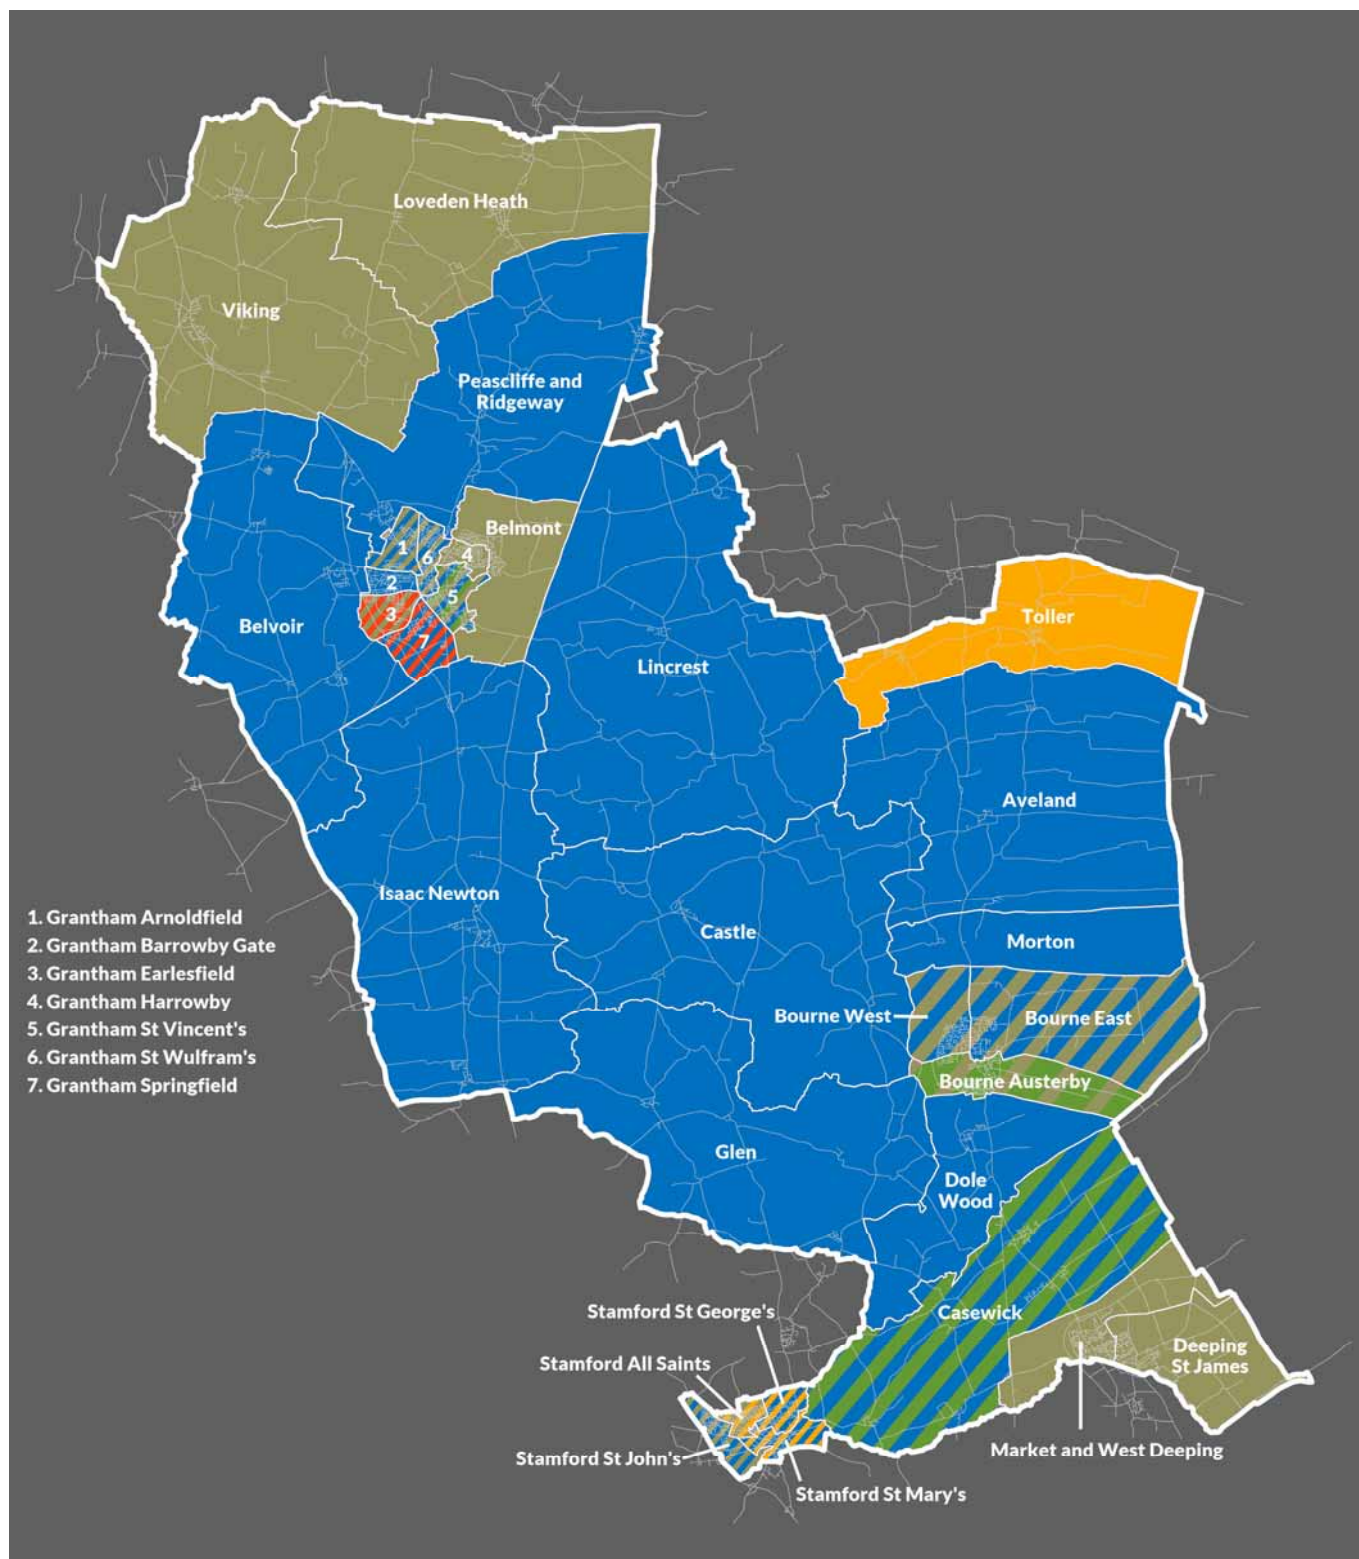 Loveden Heath
Viking
Peascliffe and
Ridgeway
Belmont
1
6
4
2
5
3
7
Belvoir
Toller
Lincrest
Aveland
Isaac Newton
Castle
Morton
1. Grantham Arnoldfield
2. Grantham Barrowby Gate
3. Grantham Earlesfield
4. Grantham Harrowby
5. Grantham St Vincent's
6. Grantham St Wulfram's
7. Grantham Springfield
Bourne West
Bourne East
Bourne Austerby
Glen
Dole
Wood
Stamford St George's
Casewick
Stamford All Saints
Deeping
St James
Stamford St John's
Market and West Deeping
Stamford St Mary's